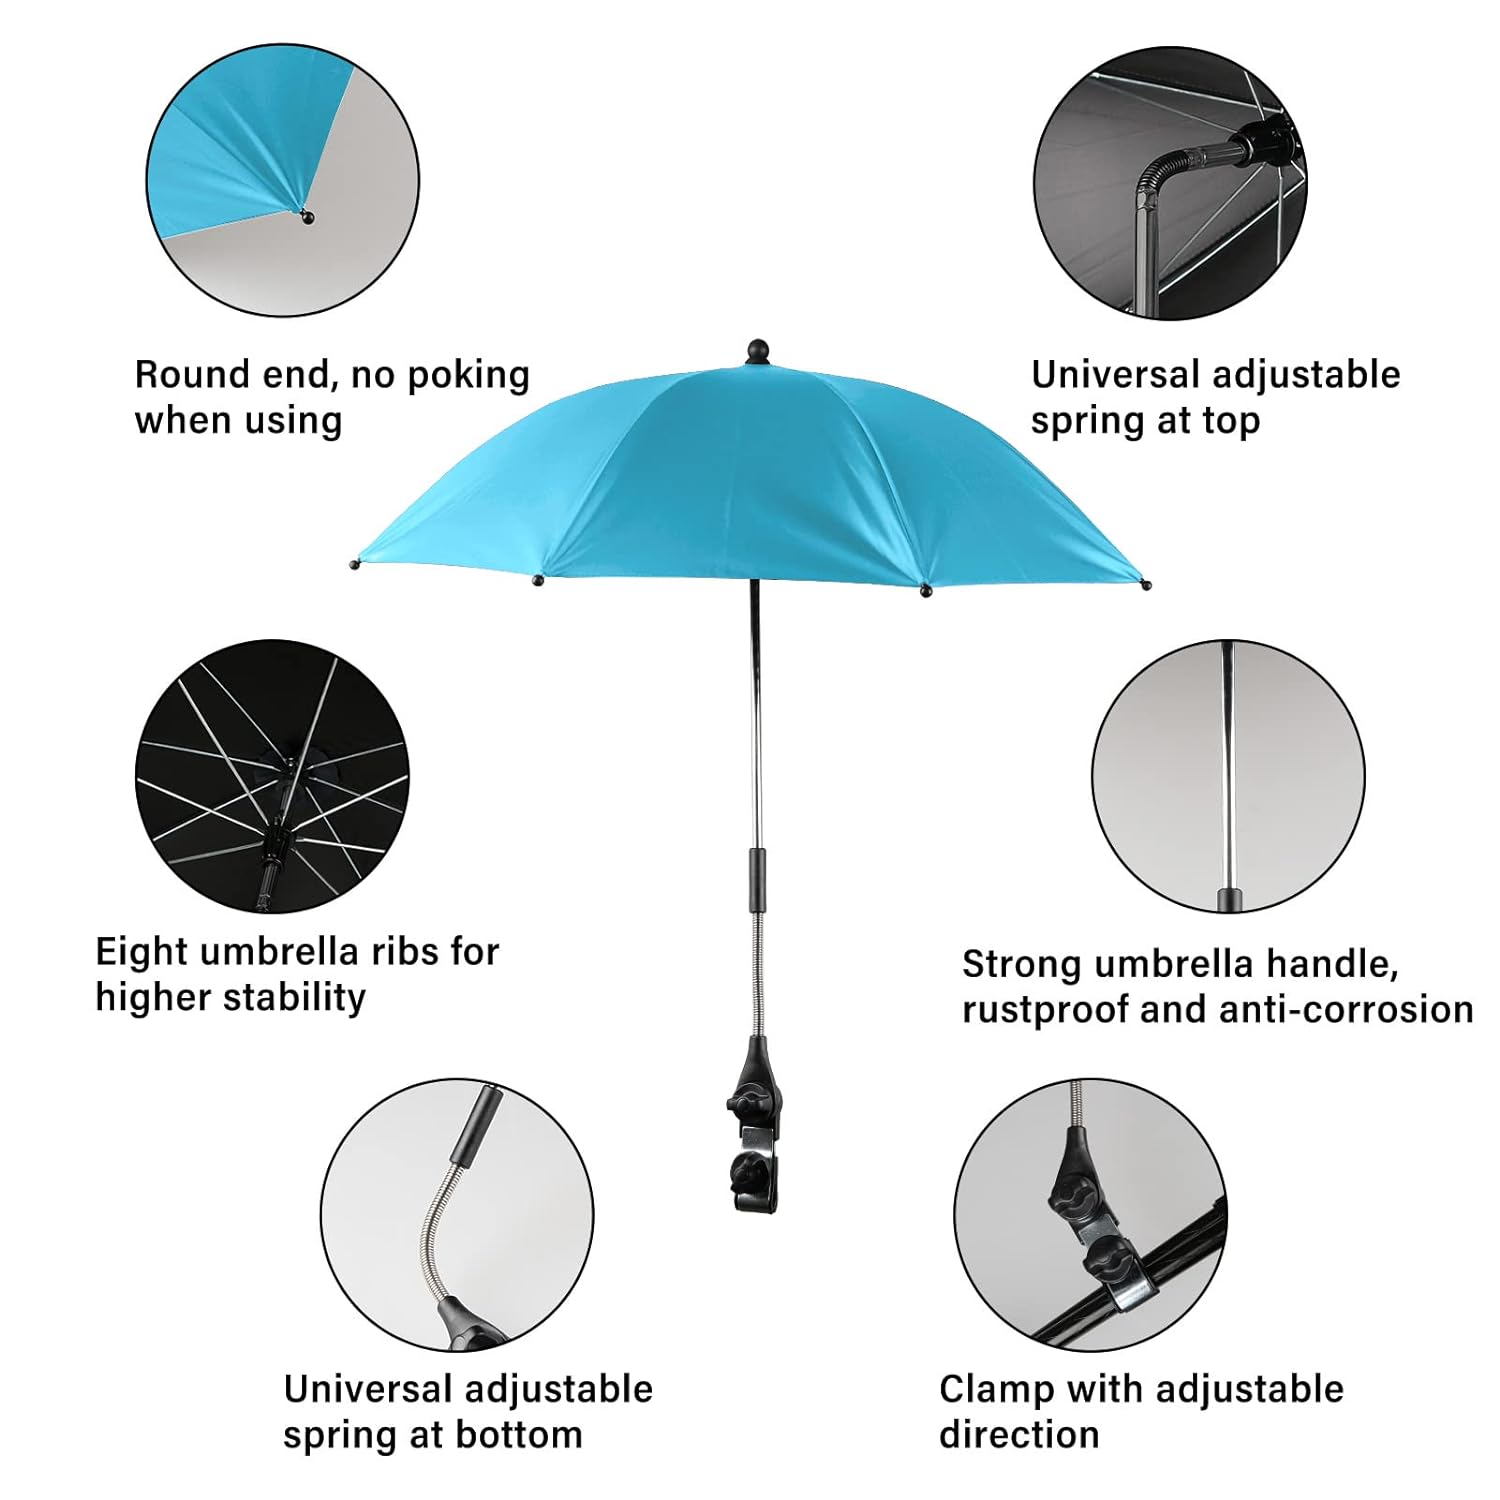 Round end, no poking
when using
Universal adjustable
spring at top
Eight umbrella ribs for
higher stability
Strong umbrella handle,
rustproof and anti-corrosion
Universal adjustable
spring at bottom
Clamp with adjustable
direction